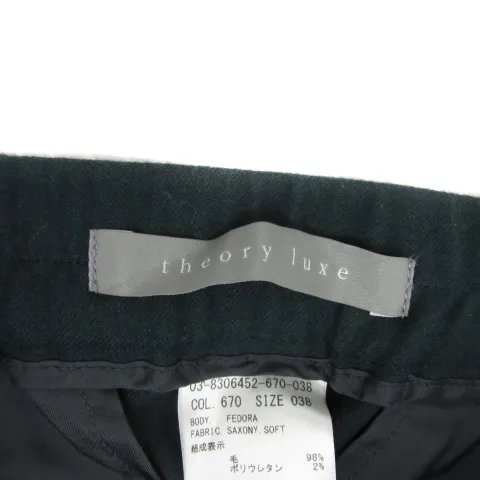 theory luxe
03-8306452-670-038
COL. 670 SIZE 038
BODY. FEDORA
FABRIC. SAXONY. SOFT
組成表示
毛 98%
ポリウレタン 2%